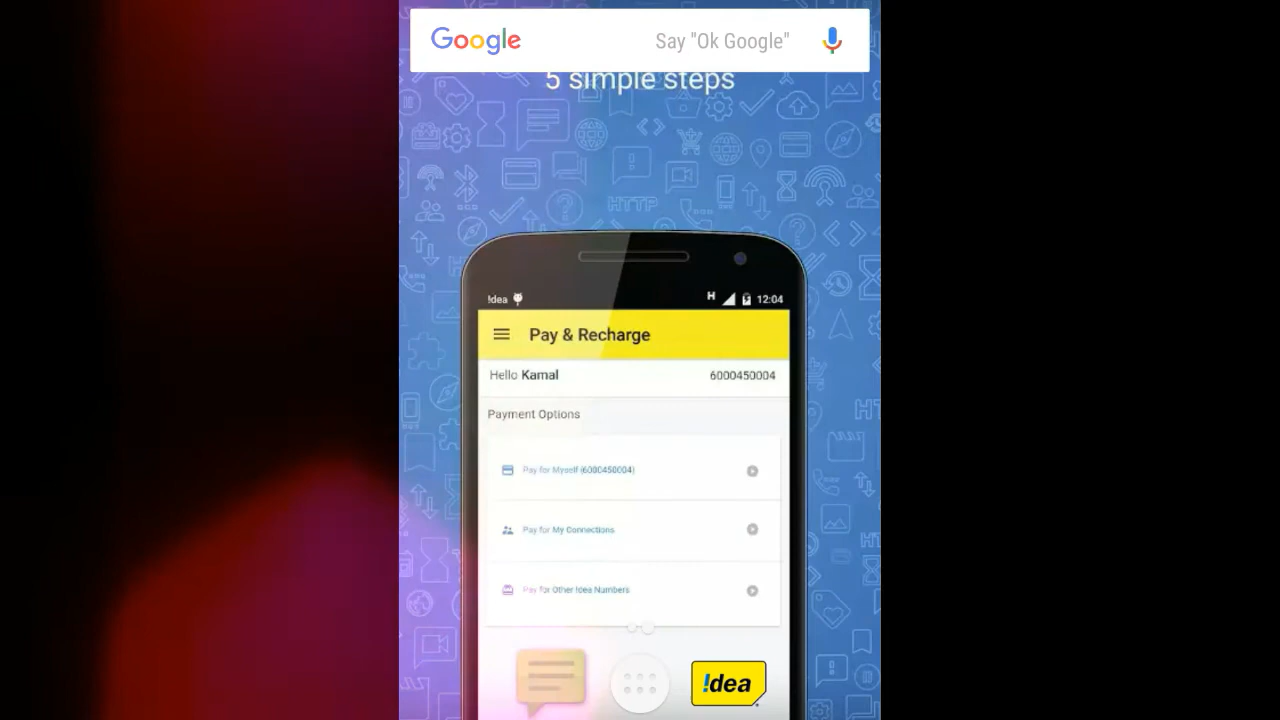 Google
Say "Ok Google"
5 simple steps
HTTP
!dea
H
12:04
Pay & Recharge
Hello Kamal
6000450004
Payment Options
Pay for Myself (6000450004)
Pay for My Connections
Pay for Other Idea Numbers
!dea